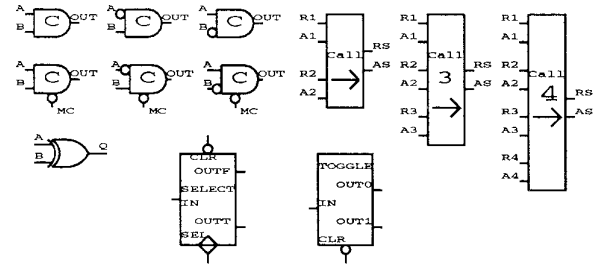 A
B
C
OUT
A
B
C
OUT
A
B
C
OUT
A
B
C
OUT
MC
A
B
C
OUT
MC
A
B
C
OUT
MC
R1
A1
Call
RS
AS
R2
A2
R1
A1
Call
RS
R2
3
AS
A2
R3
A3
R1
A1
R2
Call
A2
4
RS
R3
AS
A3
R4
A4
A
B
Q
CLR
OUTF
SELECT
IN
OUTT
SEL
TOGGLE
OUT0
IN
OUT1
CLR